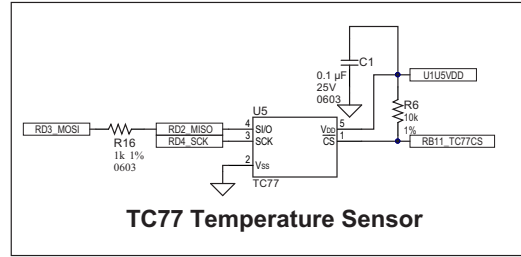 C1
0.1 µF
25V
0603
U1U5VDD
U5
R6
10k
1%
RD3_MOSI
RD2_MISO
4
SI/O
VDD
5
RD4_SCK
3
SCK
CS
1
RB11_TC77CS
R16
1k 1%
0603
2
VSS
TC77
TC77 Temperature Sensor